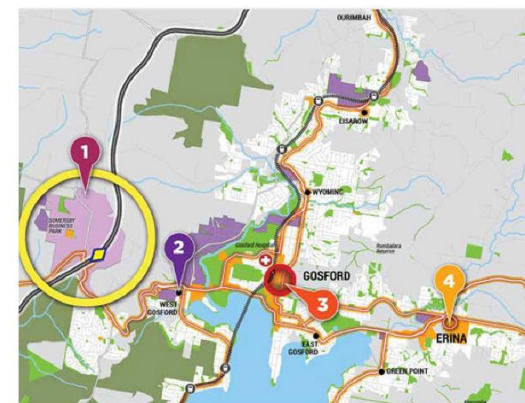 OURIMBAH
LISAROW
1
WYOMING
SOMERSBY
BUSINESS
PARK
2
Gosford Hospital
Rumbalara
Reserve
GOSFORD
4
WEST
GOSFORD
3
ERINA
EAST
GOSFORD
GREEN POINT